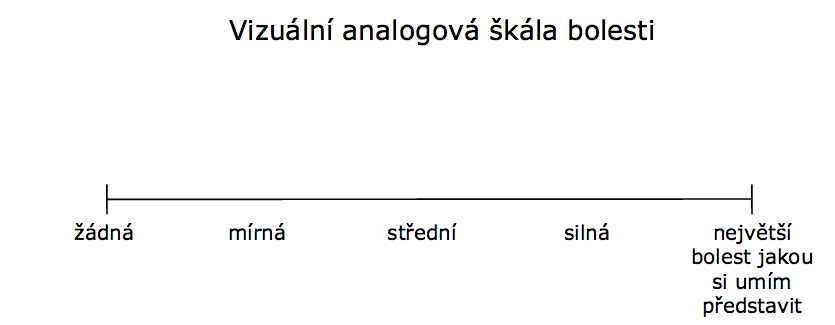 Vizuální analogová škála bolesti
žádná
mírná
střední
silná
největší
bolest jakou
si umím
představit